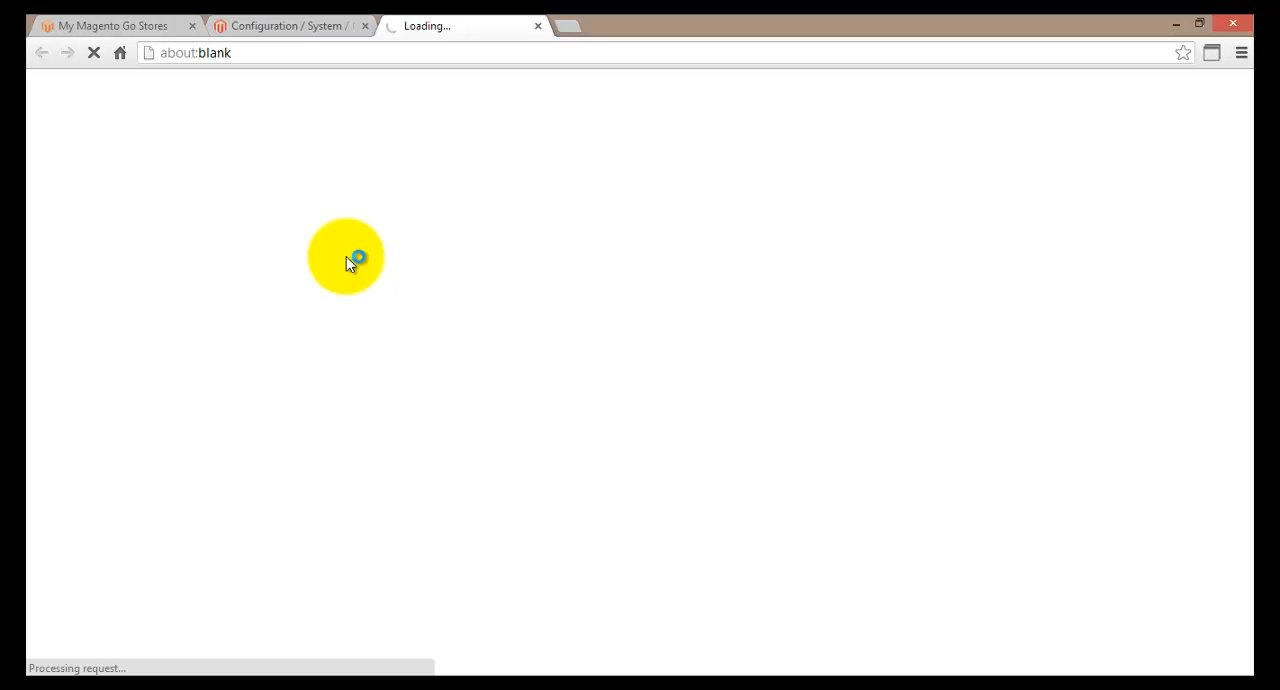 My Magento Go Stores
Configuration / System /
Loading...
about:blank
Processing request...